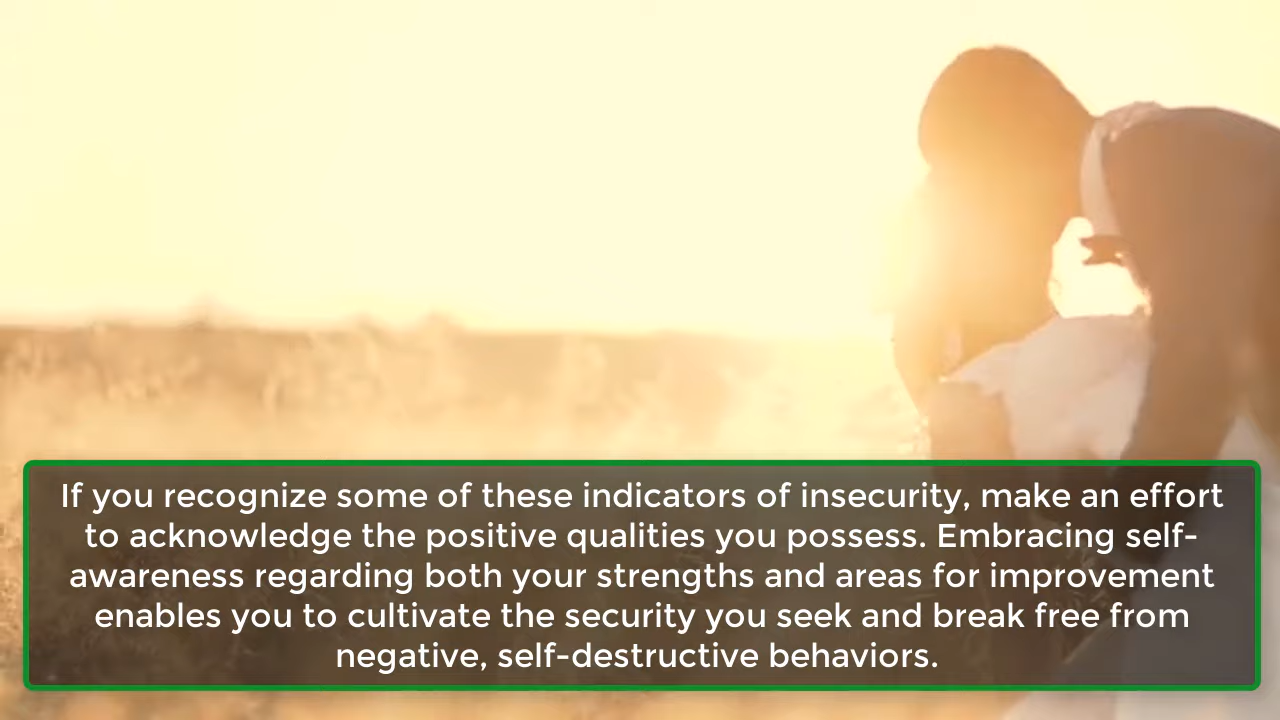 If you recognize some of these indicators of insecurity, make an effort
to acknowledge the positive qualities you possess. Embracing self-
awareness regarding both your strengths and areas for improvement
enables you to cultivate the security you seek and break free from
negative, self-destructive behaviors.